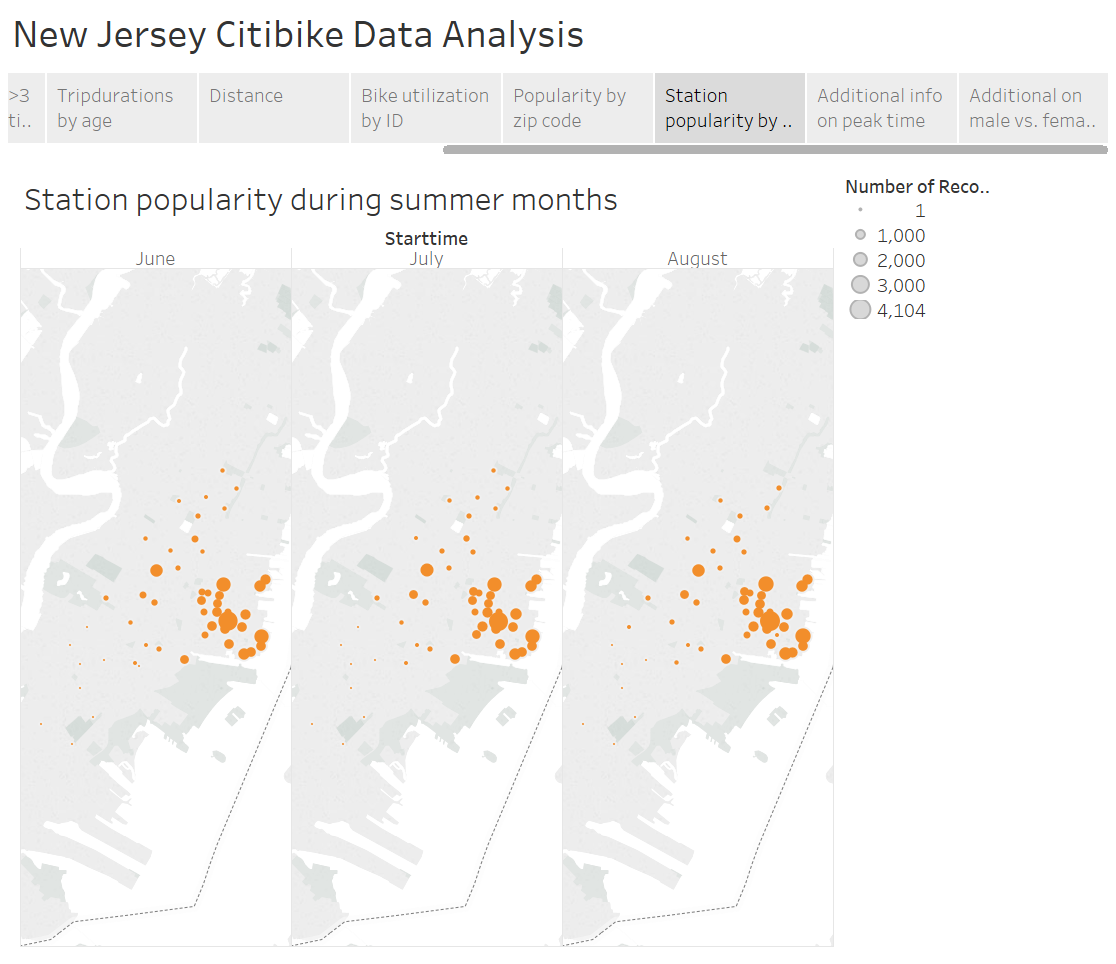 New Jersey Citibike Data Analysis
>3
ti..
Tripdurations
by age
Distance
Bike utilization
by ID
Popularity by
zip code
Station
popularity by ..
Additional info
on peak time
Additional on
male vs. fema..
Station popularity during summer months
Starttime
June
July
August
Number of Reco..
1
1,000
2,000
3,000
4,104